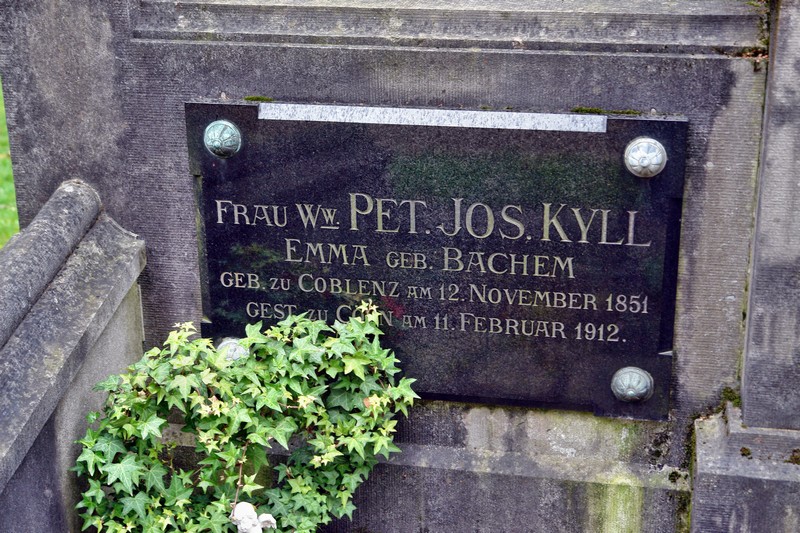 FRAU WW. PET. JOS. KYLL
EMMA GEB. BACHEM
GEB. ZU COBLENZ AM 12. NOVEMBER 1851
GEST. ZU CÖLN AM 11. FEBRUAR 1912.